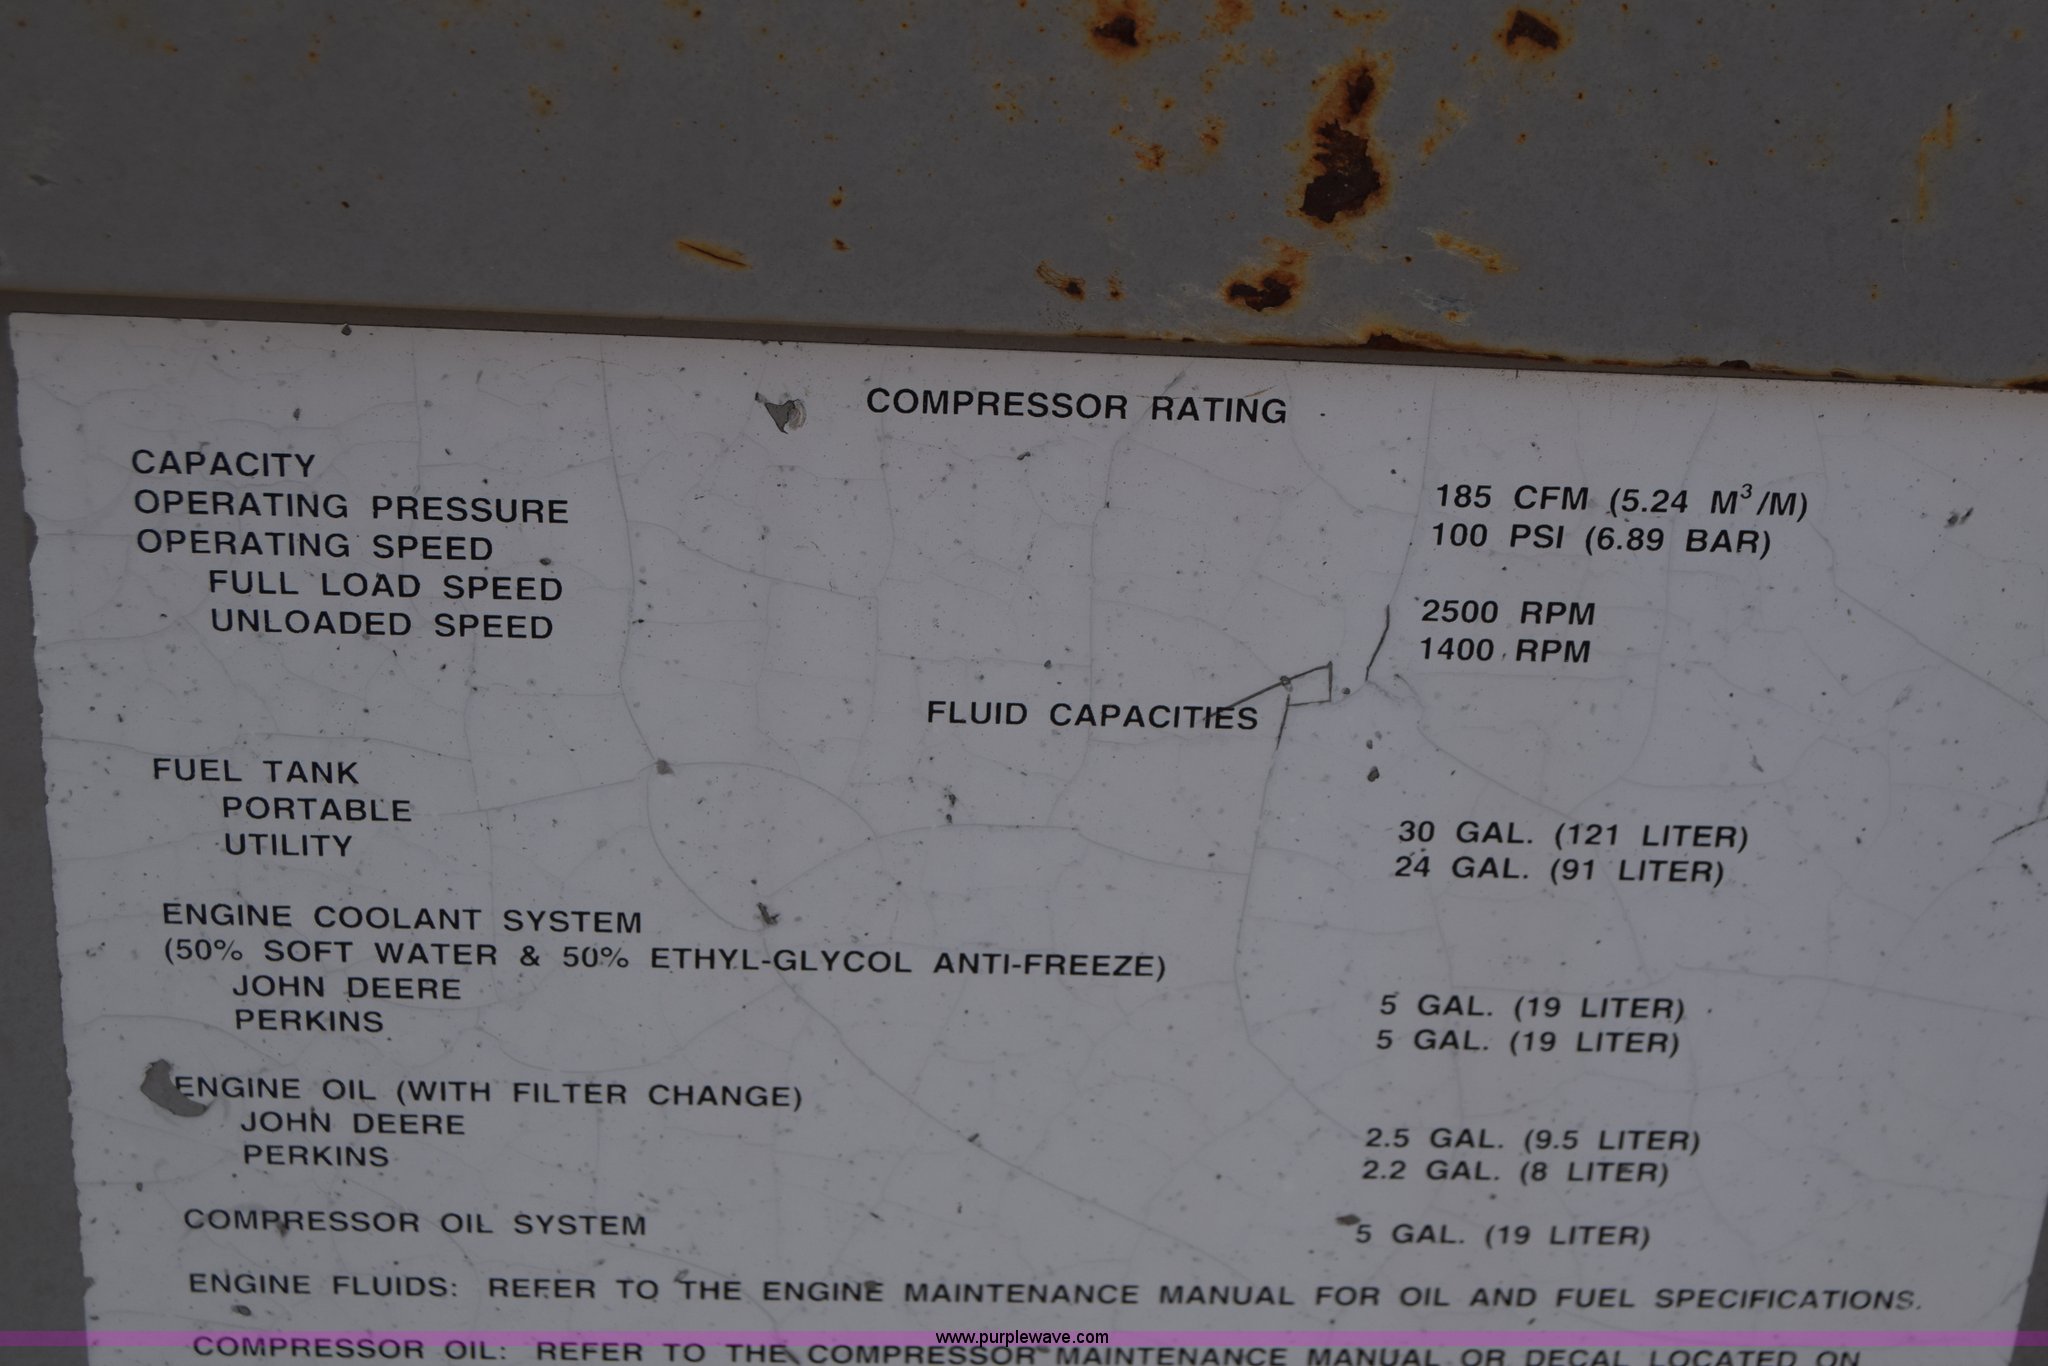 COMPRESSOR RATING
CAPACITY 185 CFM (5.24 M³/M)
OPERATING PRESSURE 100 PSI (6.89 BAR)
OPERATING SPEED
FULL LOAD SPEED 2500 RPM
UNLOADED SPEED 1400 RPM
FLUID CAPACITIES
FUEL TANK
PORTABLE 30 GAL. (121 LITER)
UTILITY 24 GAL. (91 LITER)
ENGINE COOLANT SYSTEM
(50% SOFT WATER & 50% ETHYL-GLYCOL ANTI-FREEZE)
JOHN DEERE 5 GAL. (19 LITER)
PERKINS 5 GAL. (19 LITER)
ENGINE OIL (WITH FILTER CHANGE)
JOHN DEERE 2.5 GAL. (9.5 LITER)
PERKINS 2.2 GAL. (8 LITER)
COMPRESSOR OIL SYSTEM 5 GAL. (19 LITER)
ENGINE FLUIDS: REFER TO THE ENGINE MAINTENANCE MANUAL FOR OIL AND FUEL SPECIFICATIONS.
www.purplewave.com
COMPRESSOR OIL: REFER TO THE COMPRESSOR MAINTENANCE MANUAL OR DECAL LOCATED ON